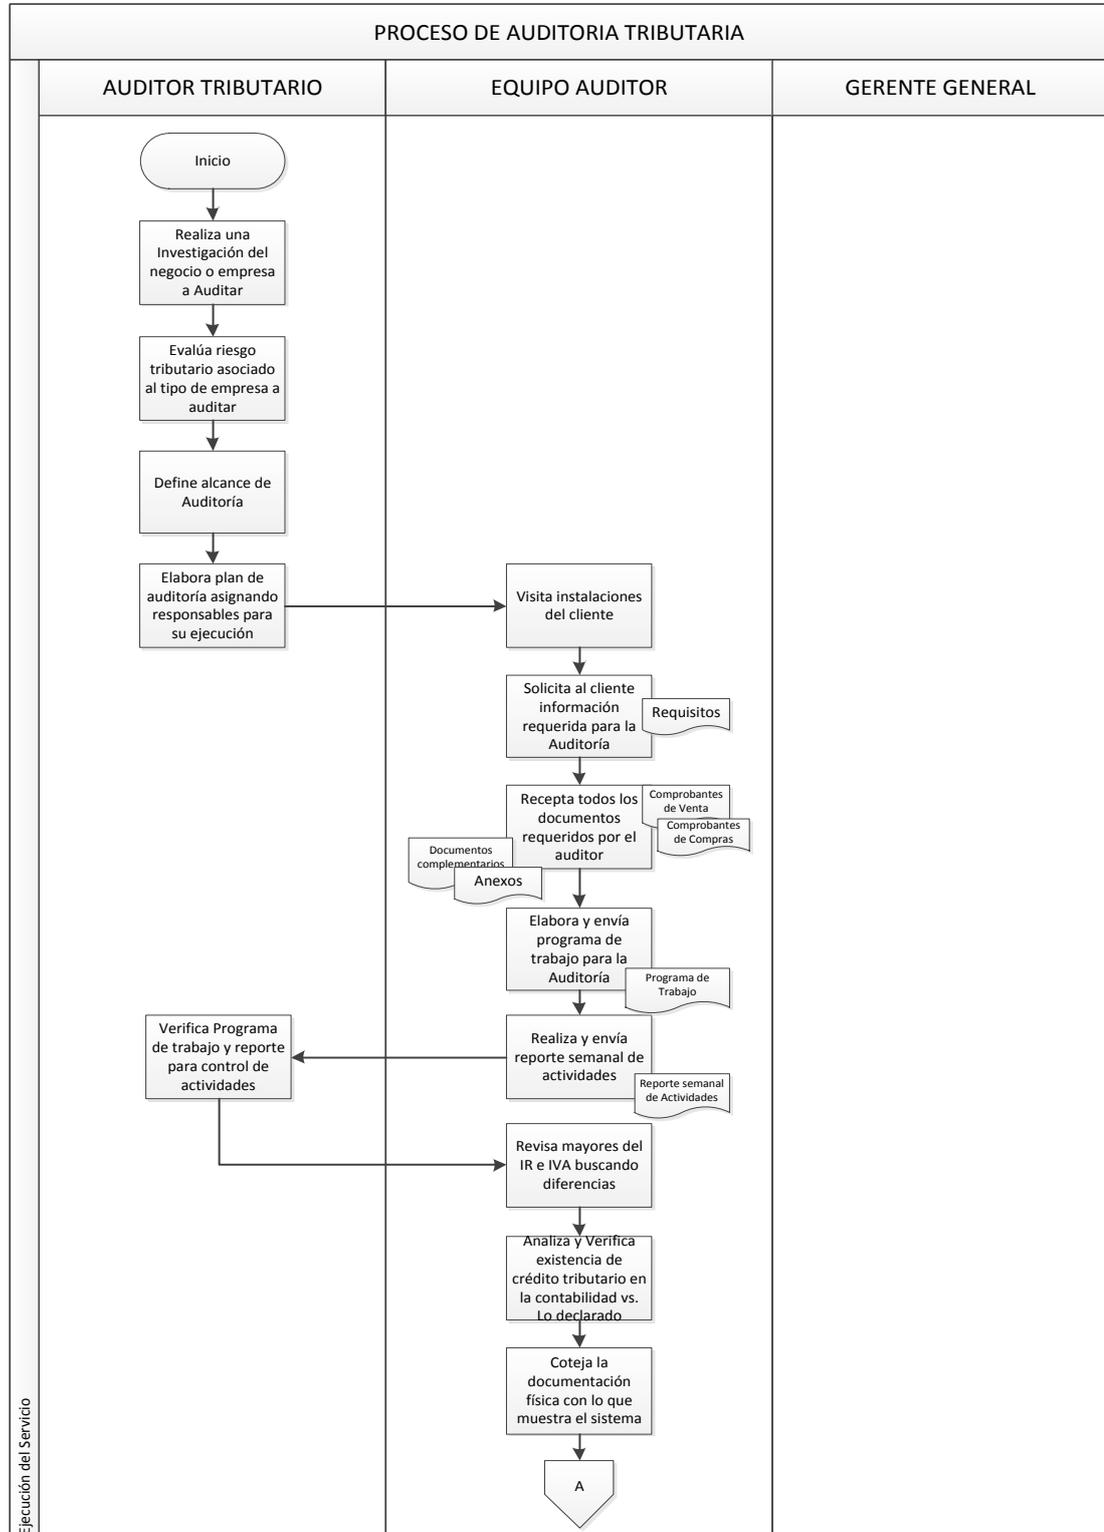 PROCESO DE AUDITORIA TRIBUTARIA
AUDITOR TRIBUTARIO
EQUIPO AUDITOR
GERENTE GENERAL
Inicio
Realiza una
Investigación del
negocio o empresa
a Auditar
Evalúa riesgo
tributario asociado
al tipo de empresa a
auditar
Define alcance de
Auditoría
Elabora plan de
auditoría asignando
responsables para
su ejecución
Visita instalaciones
del cliente
Solicita al cliente
información
requerida para la
Auditoría
Requisitos
Recepta todos los
documentos
requeridos por el
auditor
Comprobantes
de Venta
Comprobantes
de Compras
Documentos
complementarios
Anexos
Elabora y envía
programa de
trabajo para la
Auditoría
Programa de
Trabajo
Realiza y envía
reporte semanal de
actividades
Reporte semanal
de Actividades
Verifica Programa
de trabajo y reporte
para control de
actividades
Revisa mayores del
IR e IVA buscando
diferencias
Analiza y Verifica
existencia de
crédito tributario en
la contabilidad vs.
Lo declarado
Coteja la
documentación
física con lo que
muestra el sistema
A
Ejecución del Servicio